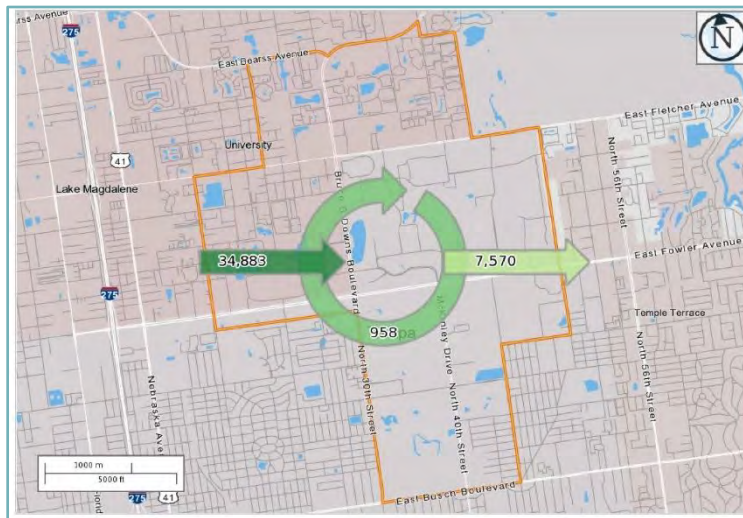 Bearss Avenue
275
N
East Bearss Avenue
East Fletcher Avenue
University
41
Lake Magdalene
North 56th Street
34,883
7,570
East Fowler Avenue
275
958
Temple Terrace
McKinley Drive
North 30th Street
North 40th Street
North 56th Street
1000 m
5000 ft
275
41
East Busch Boulevard